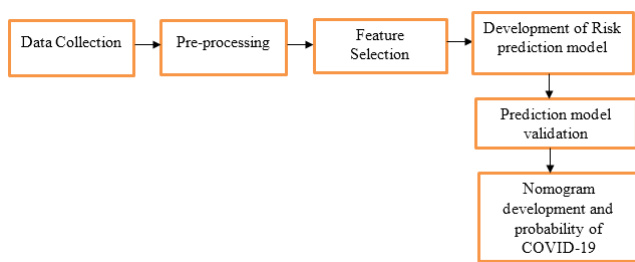 Data Collection
Pre-processing
Feature
Selection
Development of Risk
prediction model
Prediction model
validation
Nomogram
development and
probability of
COVID-19